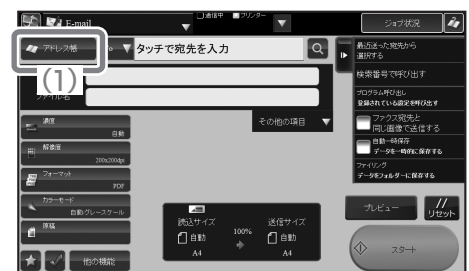 E-mail
通信中
プリンター
ジョブ状況
アドレス帳
タッチで宛先を入力
(1)
ファイル名
最近送った宛先から
選択する
検索番号で呼び出す
プログラム呼び出し
登録されている設定を呼び出す
ファクス宛先と
同じ画像で送信する
自動一時保存
データを一時的に保存する
ファイリング
データをフォルダーに保存する
その他の項目
濃度
自動
解像度
200x200dpi
フォーマット
PDF
カラーモード
自動/グレースケール
原稿
他の機能
読込サイズ
自動
A4
100%
送信サイズ
自動
A4
プレビュー
リセット
スタート